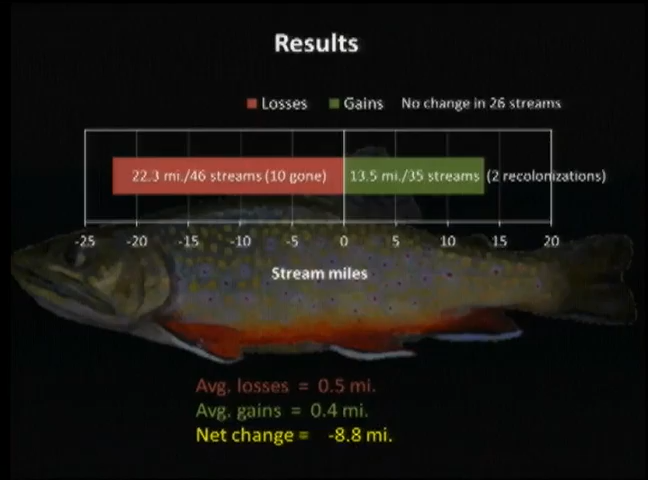 Results
Losses Gains No change in 26 streams
22.3 mi./46 streams (10 gone) 13.5 mi./35 streams (2 recolonizations)
-25 -20 -15 -10 -5 0 5 10 15 20
Stream miles
Avg. losses = 0.5 mi.
Avg. gains = 0.4 mi.
Net change = -8.8 mi.